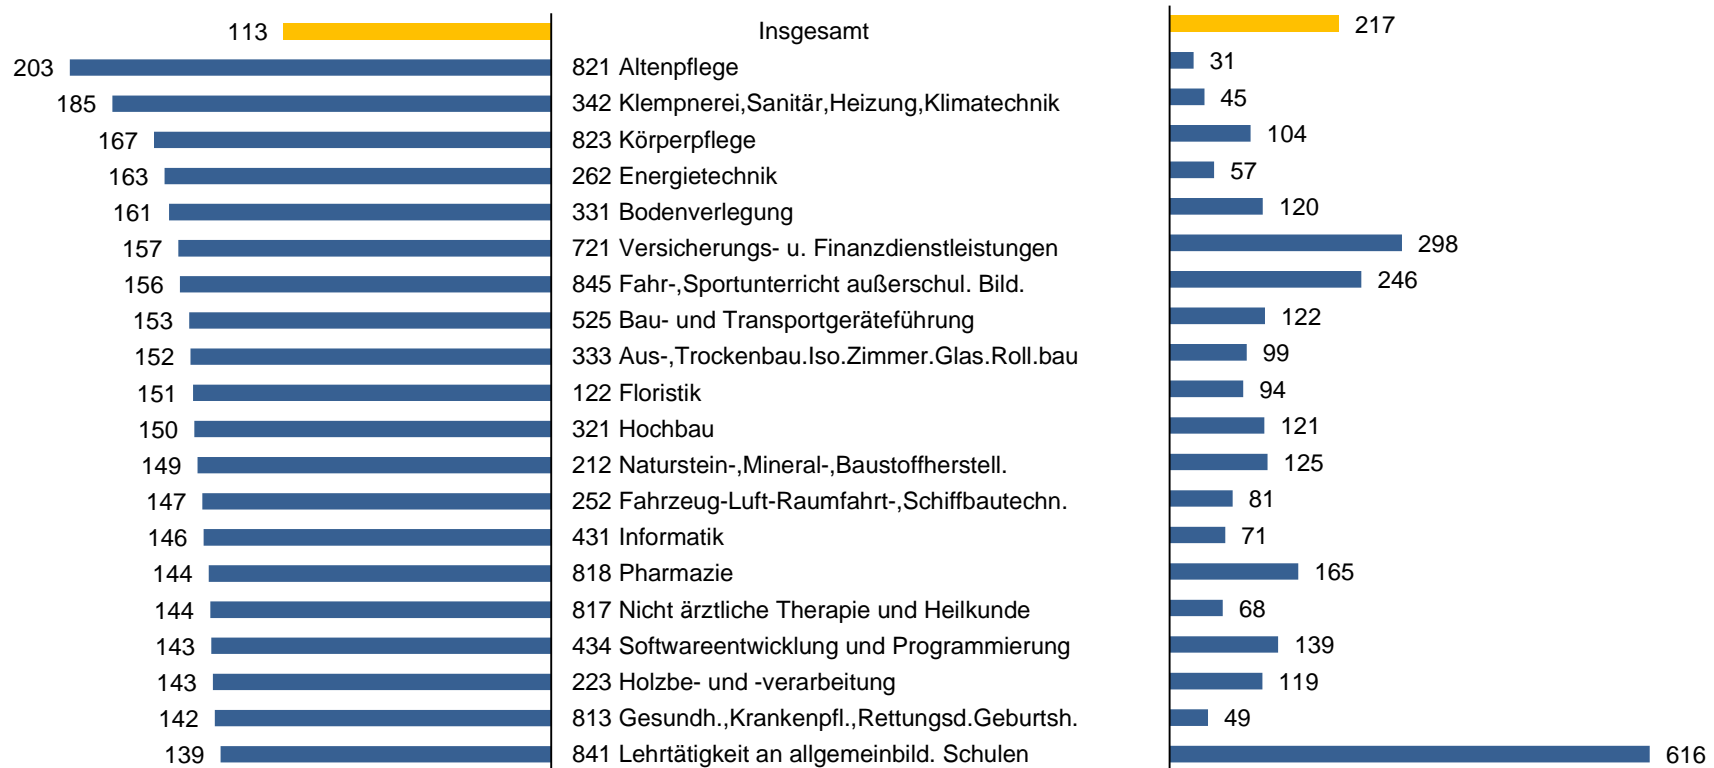 113 Insgesamt 217
203 821 Altenpflege 31
185 342 Klempnerei,Sanitär,Heizung,Klimatechnik 45
167 823 Körperpflege 104
163 262 Energietechnik 57
161 331 Bodenverlegung 120
157 721 Versicherungs- u. Finanzdienstleistungen 298
156 845 Fahr-,Sportunterricht außerschul. Bild. 246
153 525 Bau- und Transportgeräteführung 122
152 333 Aus-,Trockenbau.Iso.Zimmer.Glas.Roll.bau 99
151 122 Floristik 94
150 321 Hochbau 121
149 212 Naturstein-,Mineral-,Baustoffherstell. 125
147 252 Fahrzeug-Luft-Raumfahrt-,Schiffbautechn. 81
146 431 Informatik 71
144 818 Pharmazie 165
144 817 Nicht ärztliche Therapie und Heilkunde 68
143 434 Softwareentwicklung und Programmierung 139
143 223 Holzbe- und -verarbeitung 119
142 813 Gesundh.,Krankenpfl.,Rettungsd.Geburtsh. 49
139 841 Lehrtätigkeit an allgemeinbild. Schulen 616